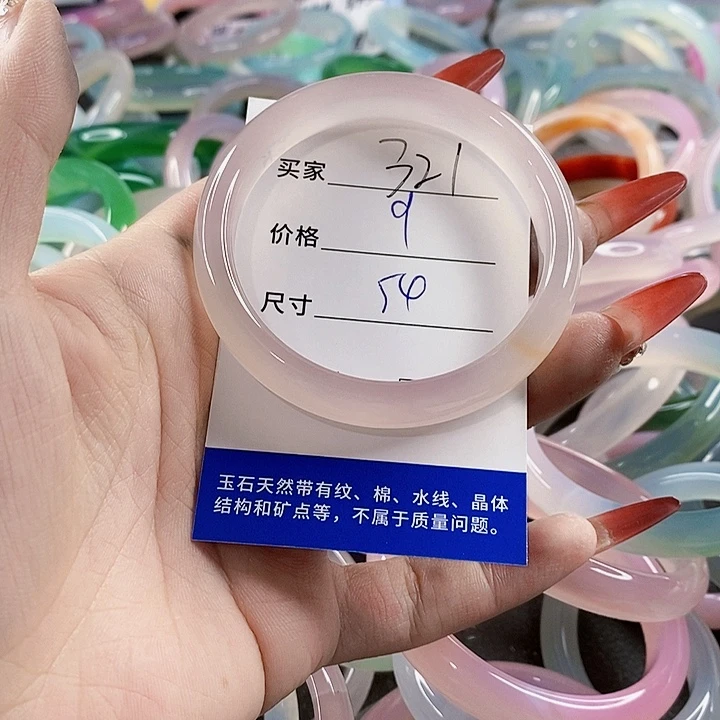 买家 321
价格 9
尺寸 54
玉石天然带有纹、棉、水线、晶体
结构和矿点等，不属于质量问题。